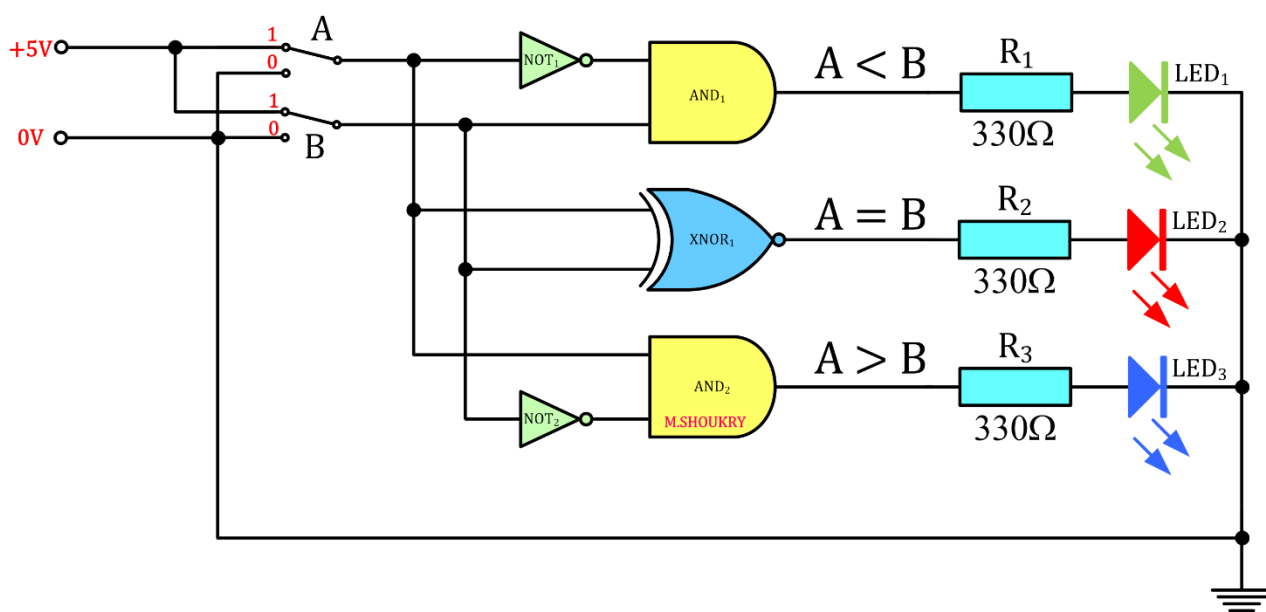 +5V
1
A
0
1
0V
0
B
NOT₁
AND₁
A < B
R₁
330Ω
LED₁
XNOR₁
A = B
R₂
330Ω
LED₂
AND₂
M.SHOUKRY
NOT₂
A > B
R₃
330Ω
LED₃